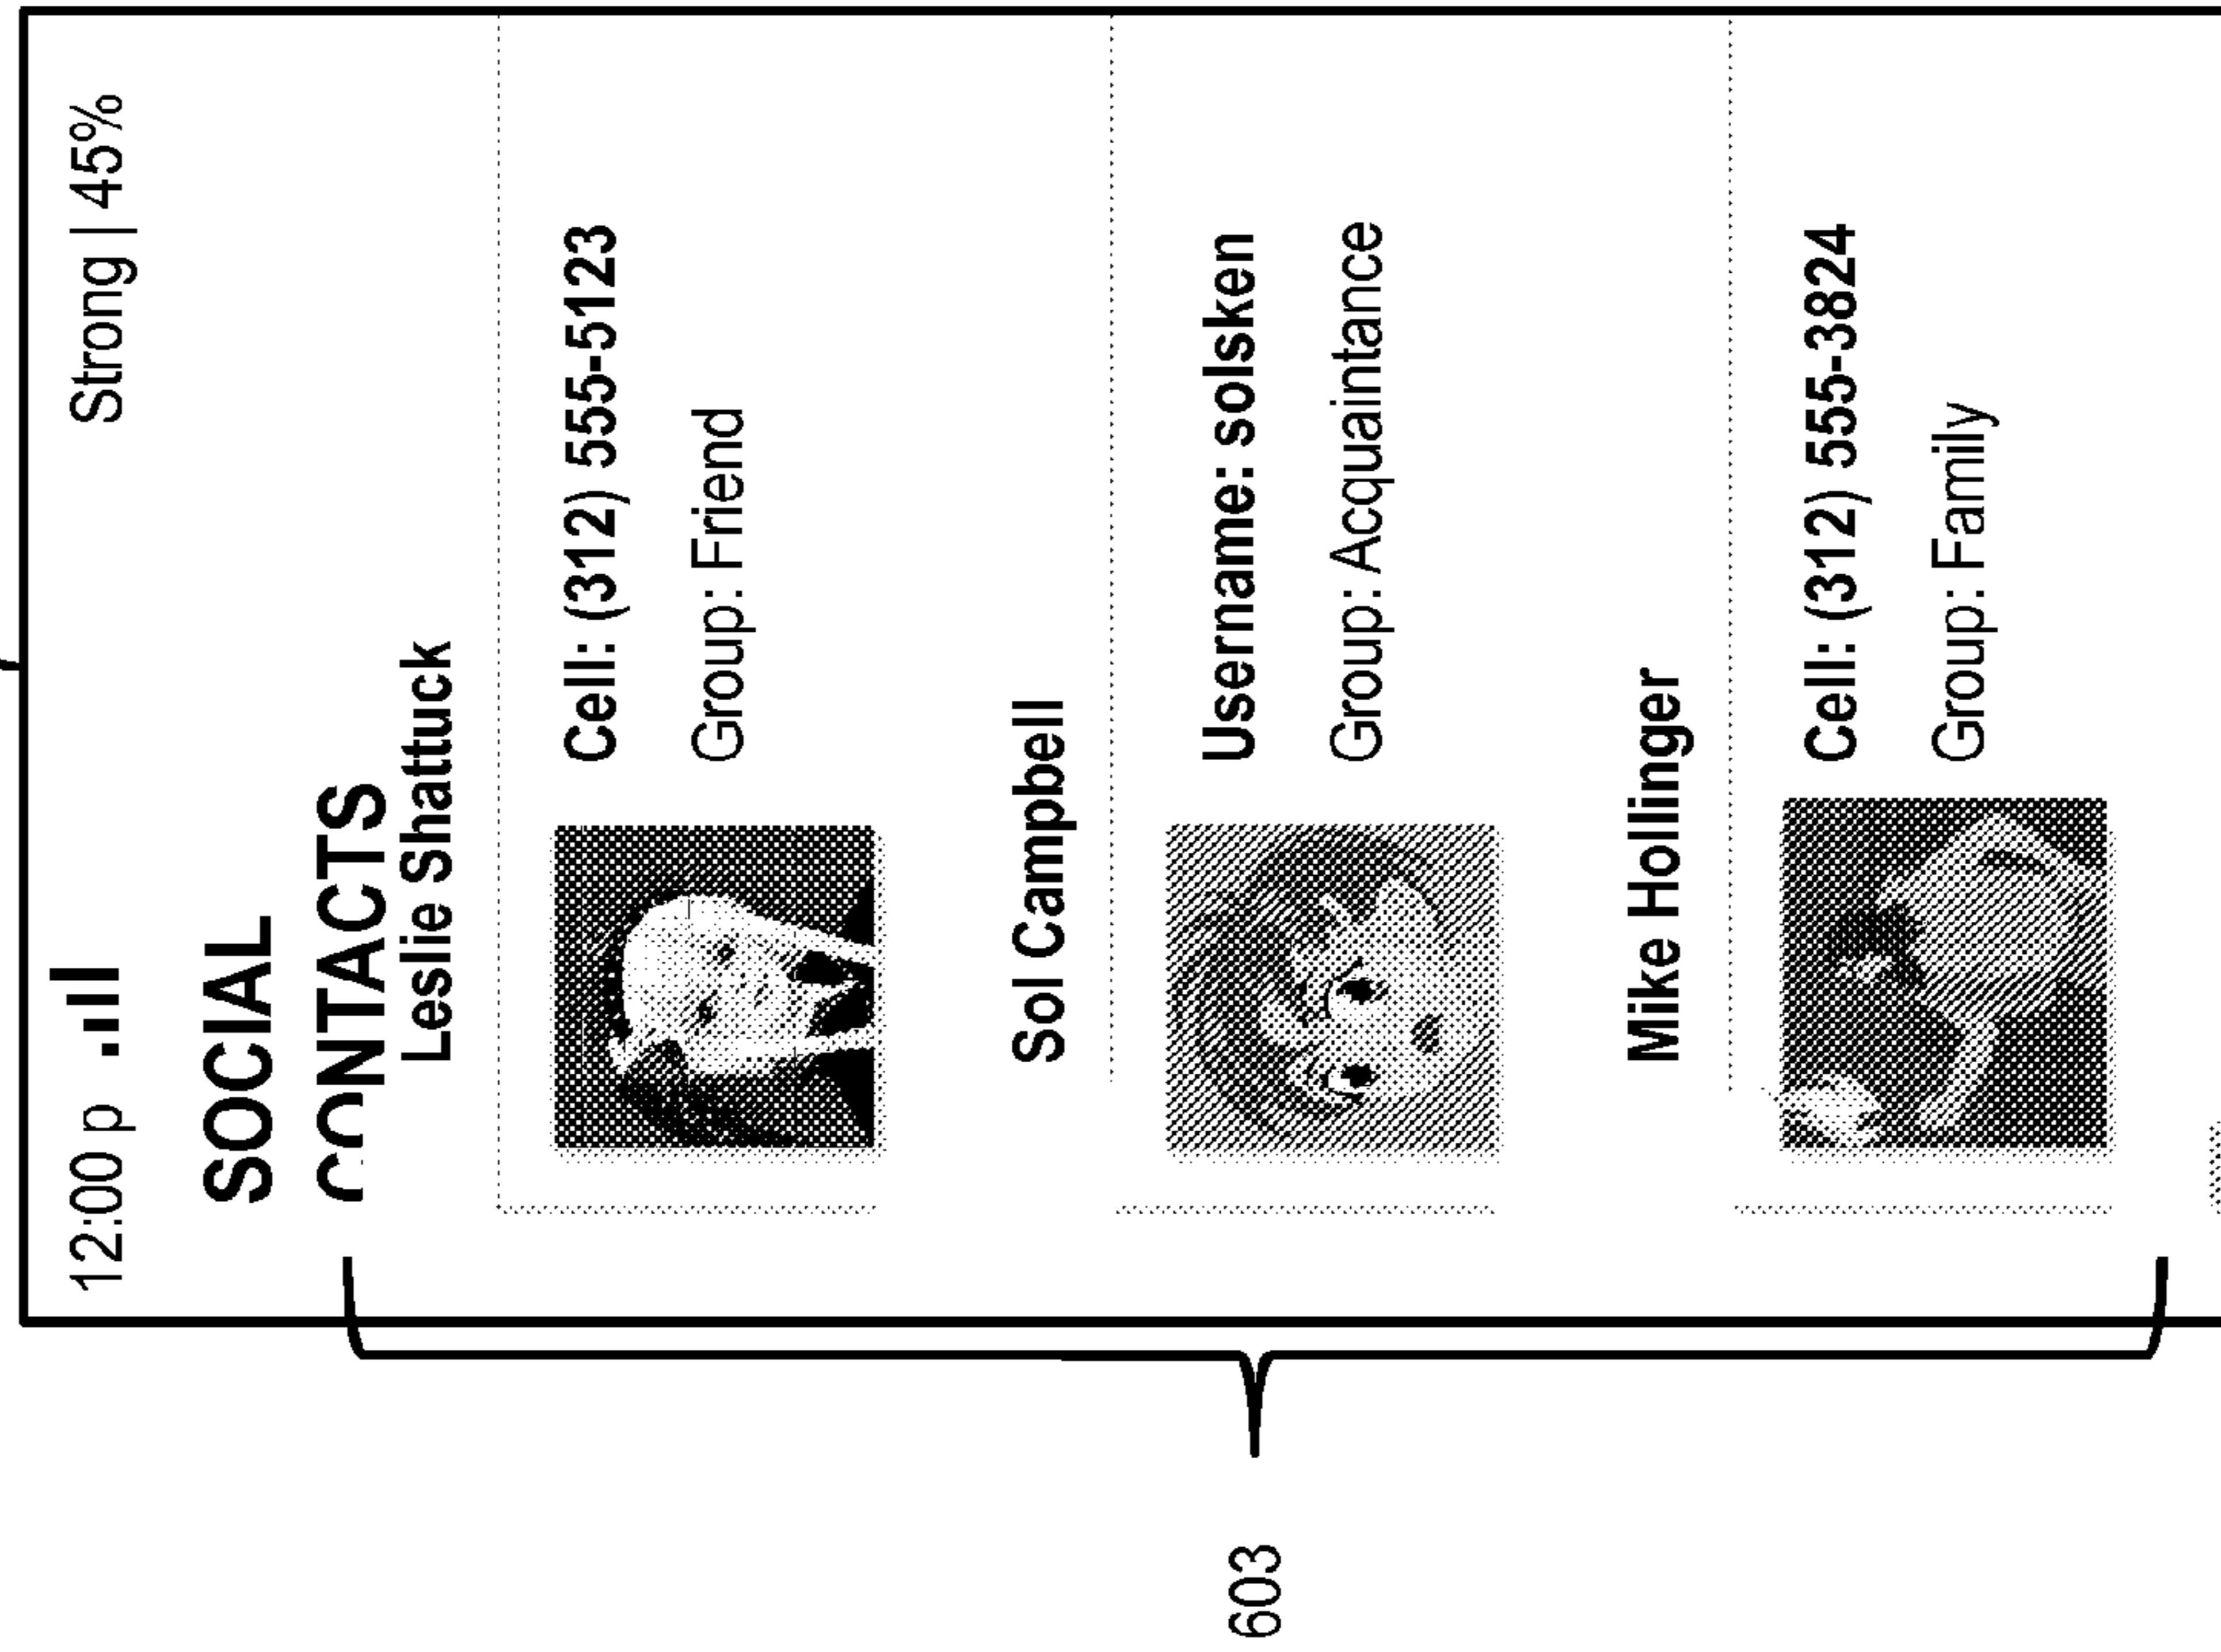 12:00 p Strong | 45%
SOCIAL
CONTACTS
Leslie Shattuck
Cell: (312) 555-5123
Group: Friend
Sol Campbell
Username: solsken
Group: Acquaintance
Mike Hollinger
Cell: (312) 555-3824
Group: Family
603